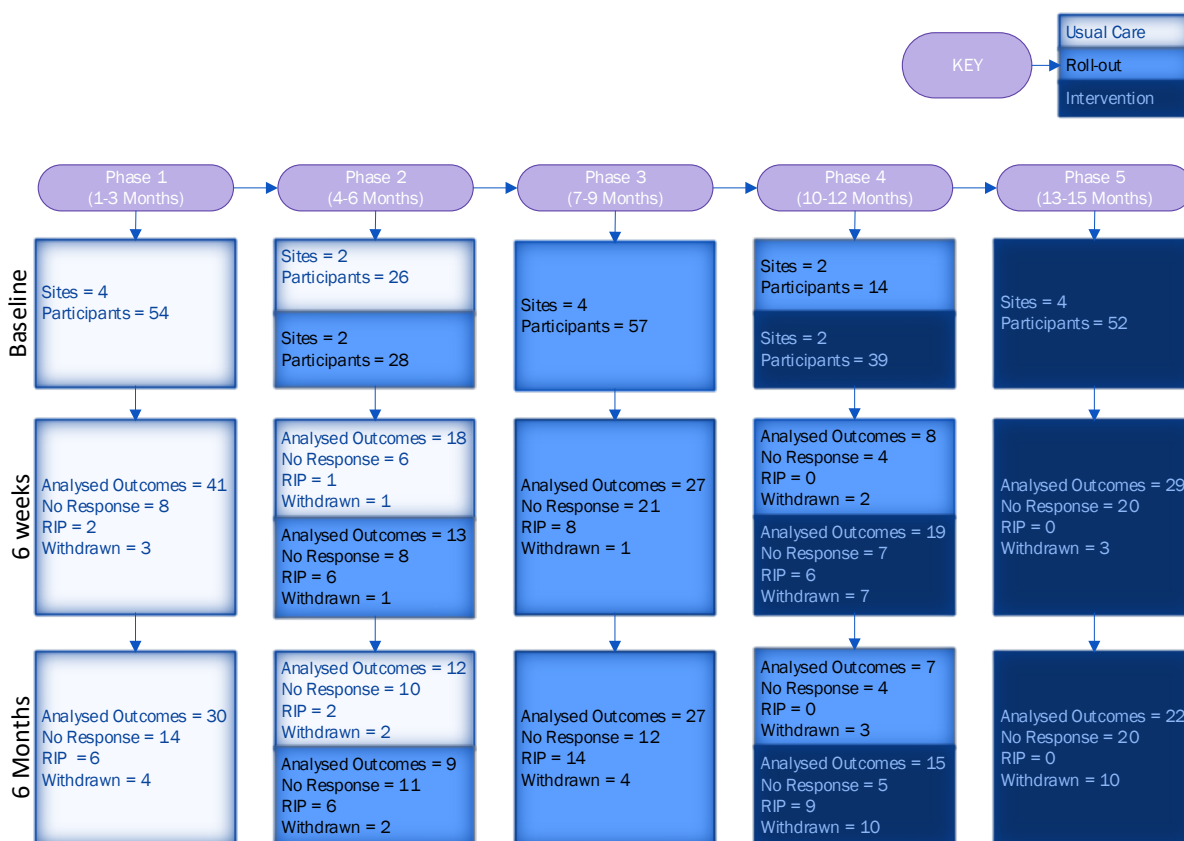 KEY
Usual Care
Roll-out
Intervention
Phase 1
(1-3 Months)
Phase 2
(4-6 Months)
Phase 3
(7-9 Months)
Phase 4
(10-12 Months)
Phase 5
(13-15 Months)
Baseline
Sites = 4
Participants = 54
Sites = 2
Participants = 26
Sites = 2
Participants = 28
Sites = 4
Participants = 57
Sites = 2
Participants = 14
Sites = 2
Participants = 39
Sites = 4
Participants = 52
6 weeks
Analysed Outcomes = 41
No Response = 8
RIP = 2
Withdrawn = 3
Analysed Outcomes = 18
No Response = 6
RIP = 1
Withdrawn = 1
Analysed Outcomes = 13
No Response = 8
RIP = 6
Withdrawn = 1
Analysed Outcomes = 27
No Response = 21
RIP = 8
Withdrawn = 1
Analysed Outcomes = 8
No Response = 4
RIP = 0
Withdrawn = 2
Analysed Outcomes = 19
No Response = 7
RIP = 6
Withdrawn = 7
Analysed Outcomes = 29
No Response = 20
RIP = 0
Withdrawn = 3
6 Months
Analysed Outcomes = 30
No Response = 14
RIP =6
Withdrawn = 4
Analysed Outcomes = 12
No Response = 10
RIP = 2
Withdrawn = 2
Analysed Outcomes = 9
No Response = 11
RIP = 6
Withdrawn = 2
Analysed Outcomes = 27
No Response = 12
RIP = 14
Withdrawn = 4
Analysed Outcomes = 7
No Response = 4
RIP = 0
Withdrawn = 3
Analysed Outcomes = 15
No Response = 5
RIP = 9
Withdrawn = 10
Analysed Outcomes = 22
No Response = 20
RIP = 0
Withdrawn = 10